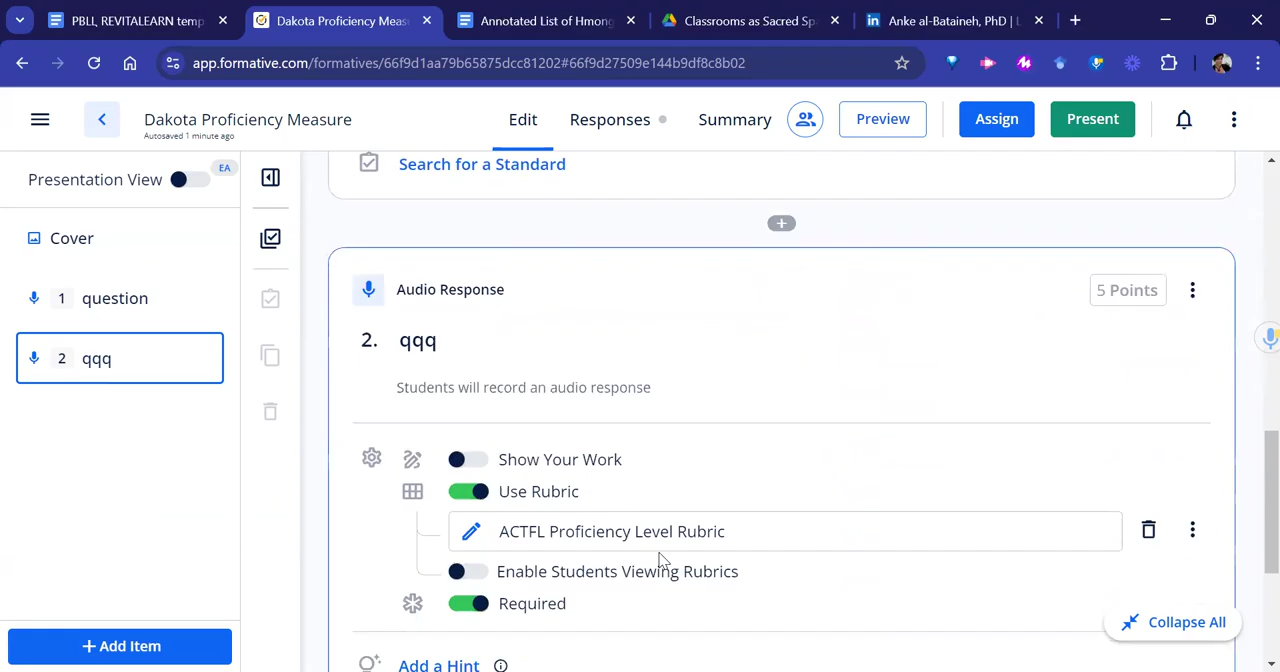 PBLL, REVITALEARN temp
Dakota Proficiency Measu
Annotated List of Hmong
Classrooms as Sacred Sp
Anke al-Bataineh, PhD | L
app.formative.com/formatives/66f9d1aa79b65875dcc81202#66f9d27509e144b9df8c8b02
Dakota Proficiency Measure
Autosaved 1 minute ago
Edit
Responses
Summary
Preview
Assign
Present
Presentation View
EA
Cover
1 question
2 qqq
+ Add Item
Search for a Standard
Audio Response
5 Points
2. qqq
Students will record an audio response
Show Your Work
Use Rubric
ACTFL Proficiency Level Rubric
Enable Students Viewing Rubrics
Required
Collapse All
Add a Hint